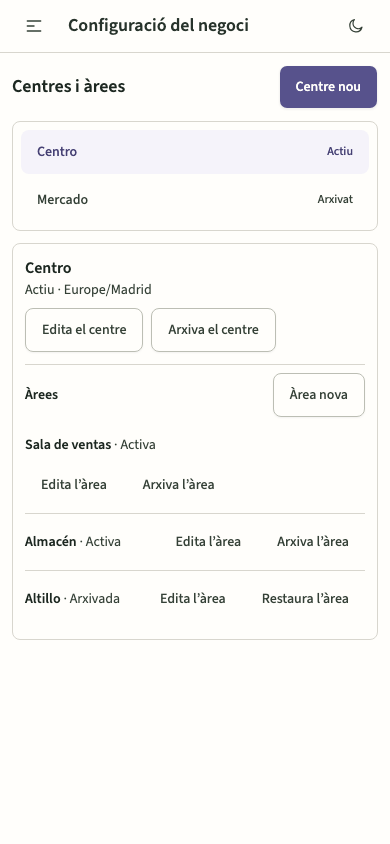 Configuració del negoci
Centres i àrees
Centre nou
Centro Actiu
Mercado Arxivat
Centro
Actiu · Europe/Madrid
Edita el centre Arxiva el centre
Àrees Àrea nova
Sala de ventas · Activa
Edita l’àrea Arxiva l’àrea
Almacén · Activa Edita l’àrea Arxiva l’àrea
Altillo · Arxivada Edita l’àrea Restaura l’àrea